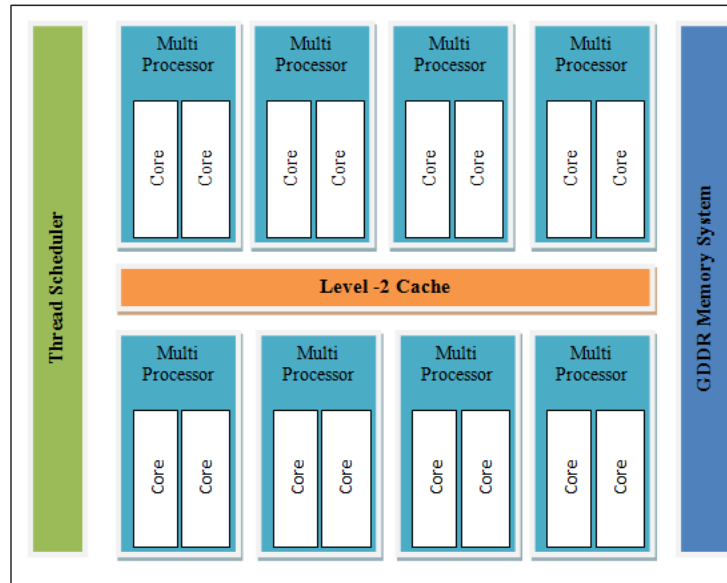 Thread Scheduler
Multi
Processor
Core
Core
Multi
Processor
Core
Core
Multi
Processor
Core
Core
Multi
Processor
Core
Core
Level -2 Cache
Multi
Processor
Core
Core
Multi
Processor
Core
Core
Multi
Processor
Core
Core
Multi
Processor
Core
Core
GDDR Memory System